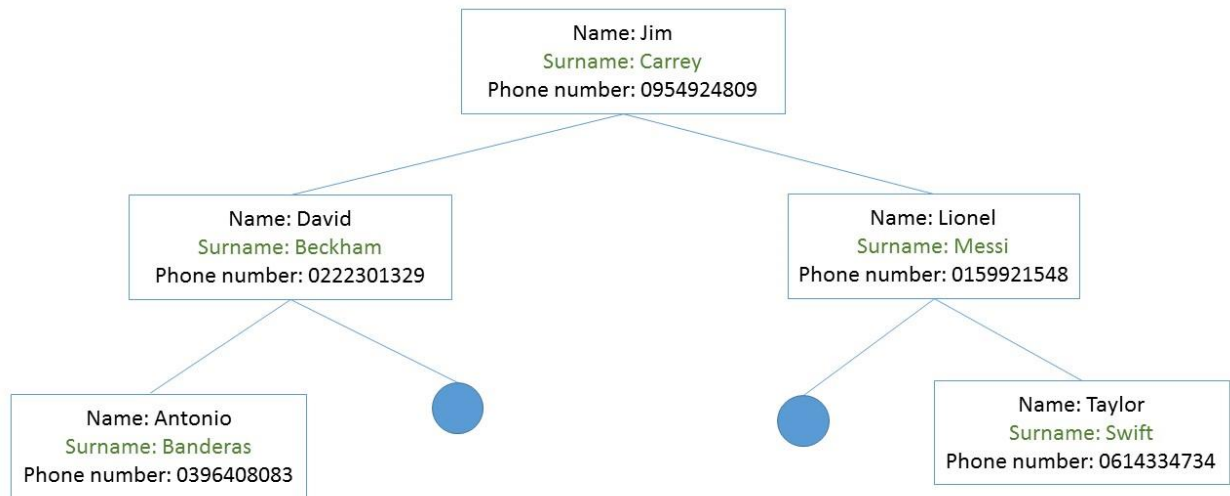 Name: Jim
Surname: Carrey
Phone number: 0954924809
Name: David
Surname: Beckham
Phone number: 0222301329
Name: Lionel
Surname: Messi
Phone number: 0159921548
Name: Antonio
Surname: Banderas
Phone number: 0396408083
Name: Taylor
Surname: Swift
Phone number: 0614334734